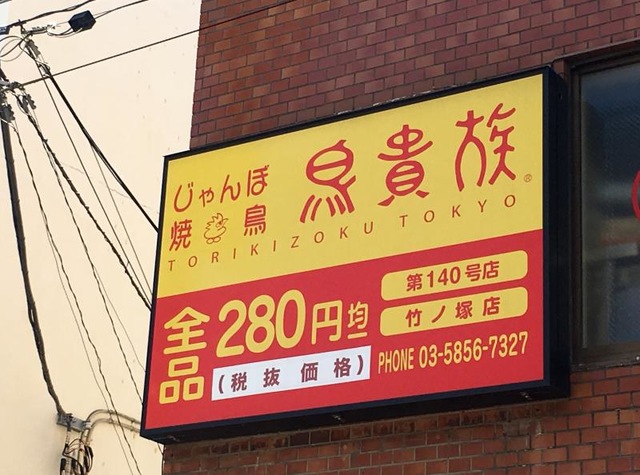 じゃんぼ
焼鳥
鳥貴族®
TORIKIZOKU TOKYO
全品
280円均一
(税抜価格)
第140号店
竹ノ塚店
PHONE 03-5856-7327